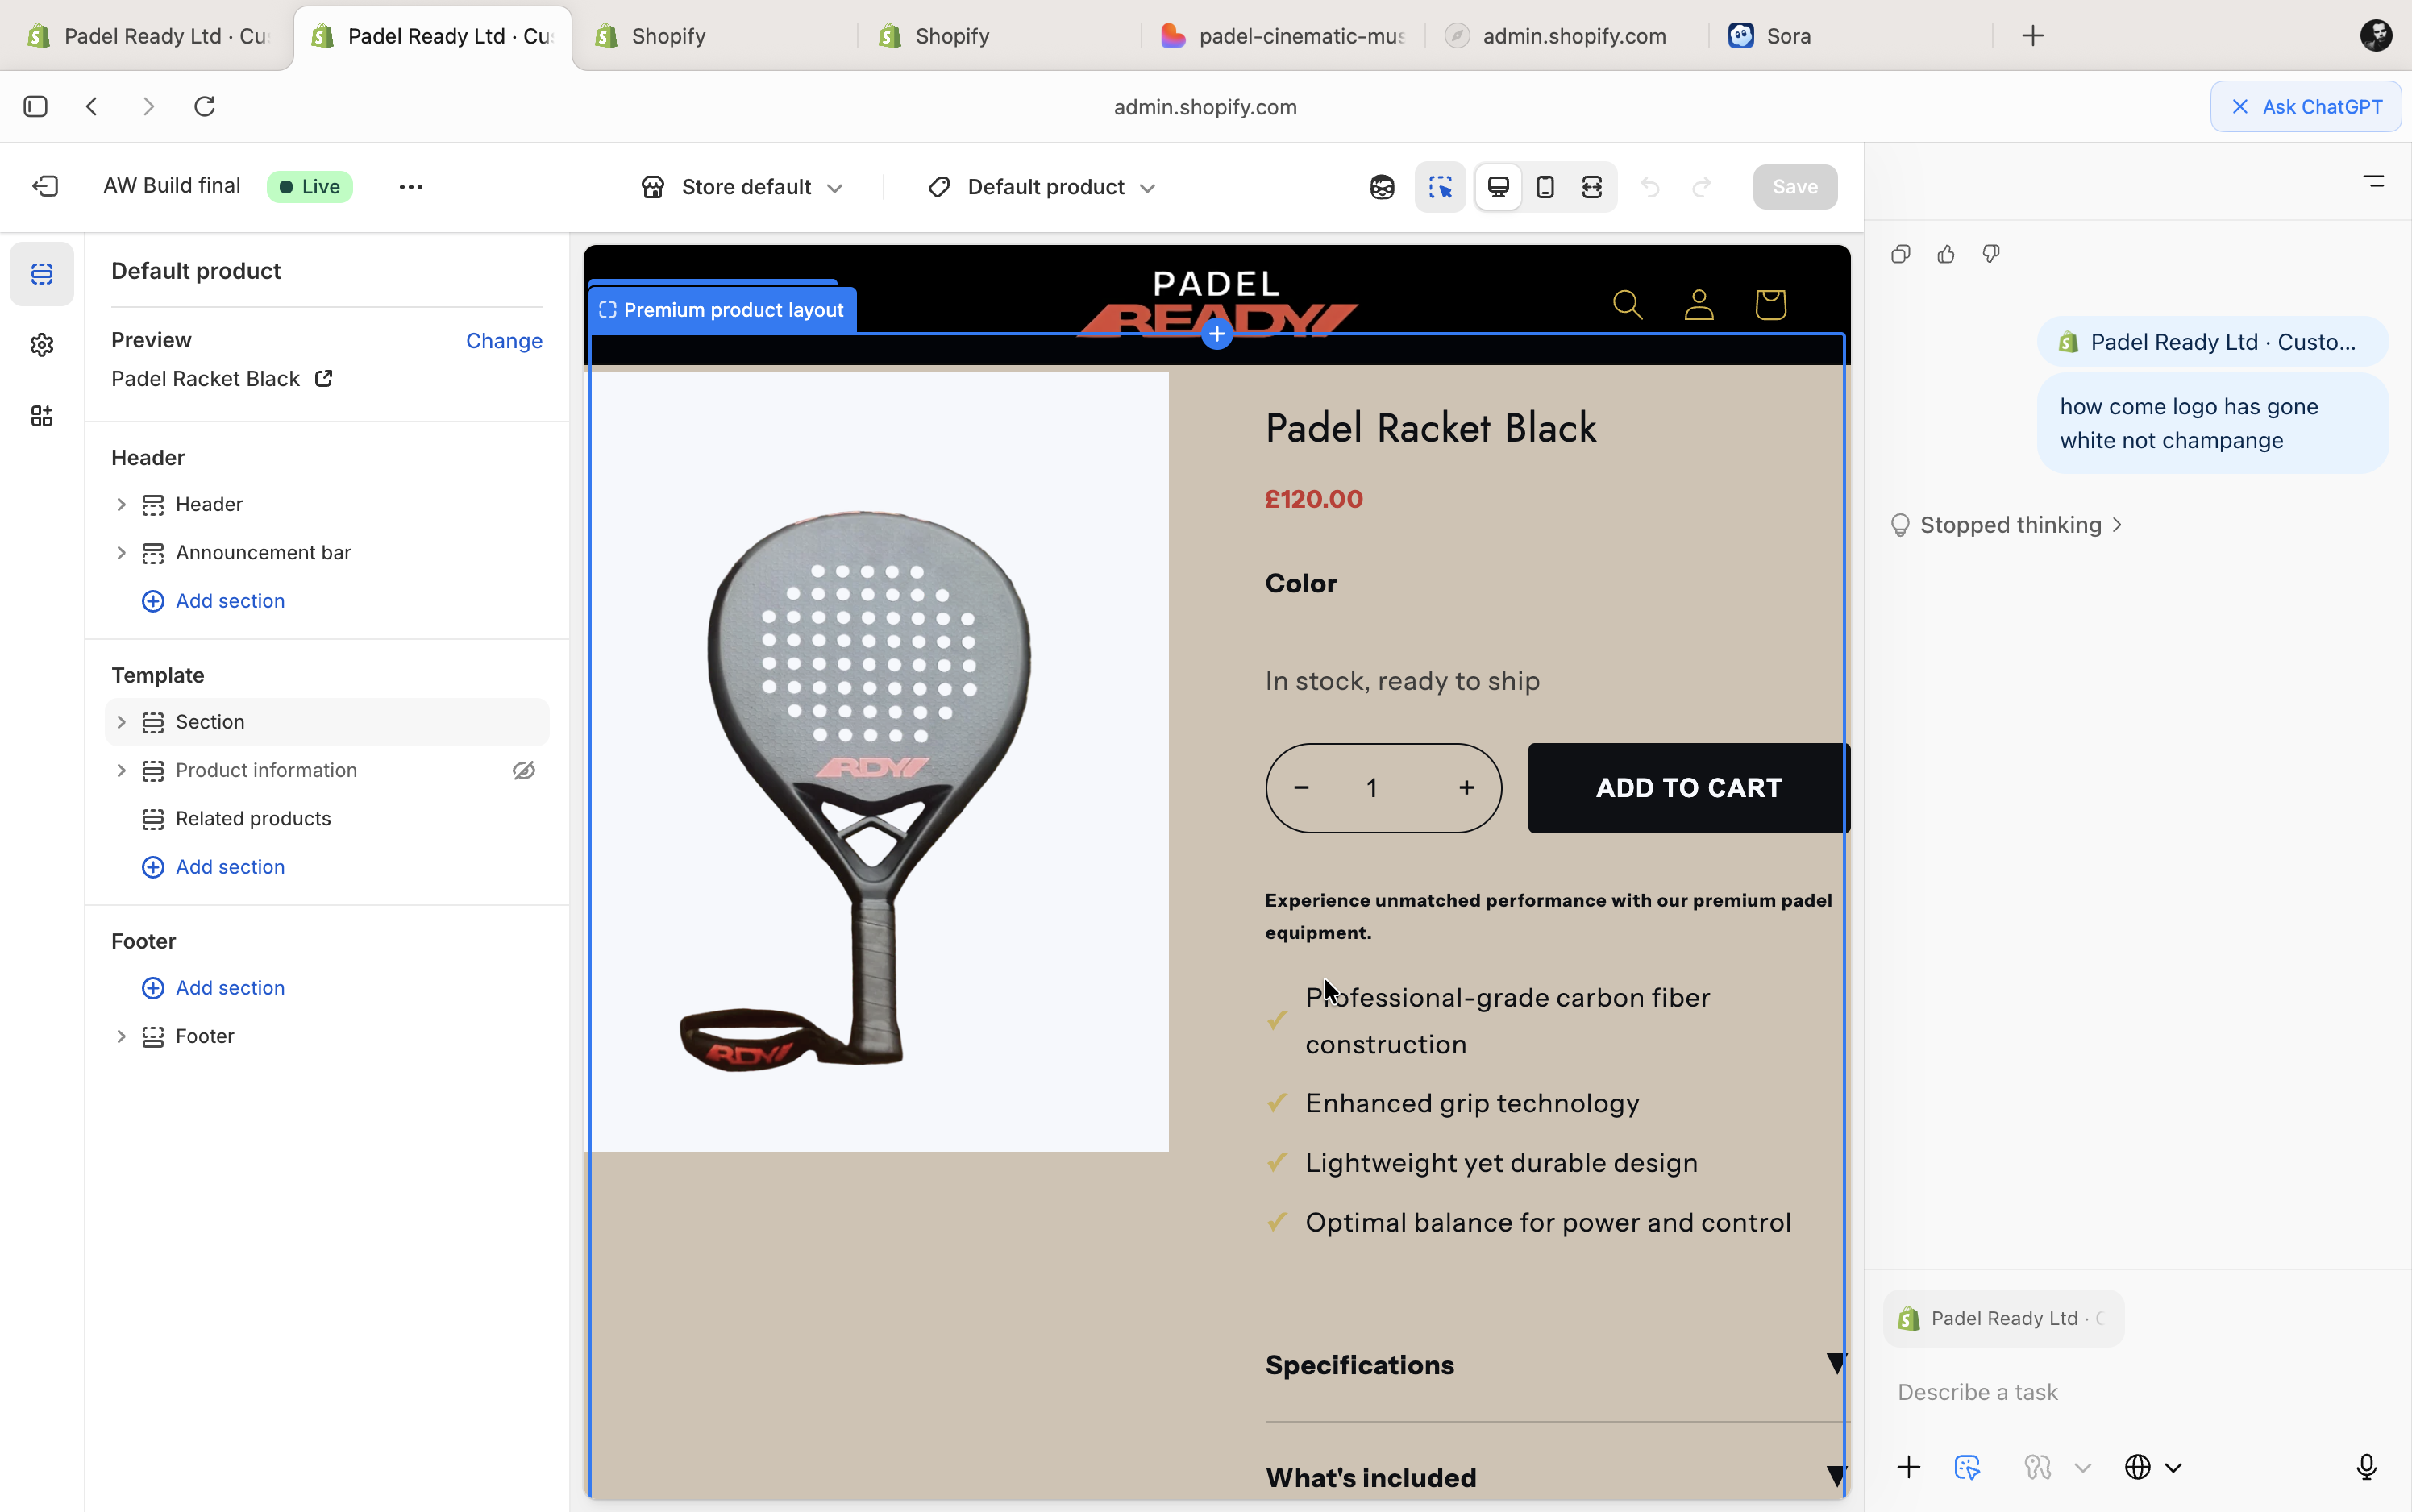 Padel Ready Ltd · Cu
Padel Ready Ltd · Cu
Shopify
Shopify
padel-cinematic-mus
admin.shopify.com
Sora
admin.shopify.com
Ask ChatGPT
AW Build final
Live
Store default
Default product
Save
Default product
Preview
Change
Padel Racket Black
Header
Header
Announcement bar
Add section
Template
Section
Product information
Related products
Add section
Footer
Add section
Footer
Premium product layout
PADEL
READY
Padel Racket Black
£120.00
Color
In stock, ready to ship
− 1 +
ADD TO CART
Experience unmatched performance with our premium padel
equipment.
✓ Professional-grade carbon fiber
construction
✓ Enhanced grip technology
✓ Lightweight yet durable design
✓ Optimal balance for power and control
Specifications
What's included
RDY
RDY
Padel Ready Ltd · Custo...
how come logo has gone
white not champange
Stopped thinking
Padel Ready Ltd ·
Describe a task